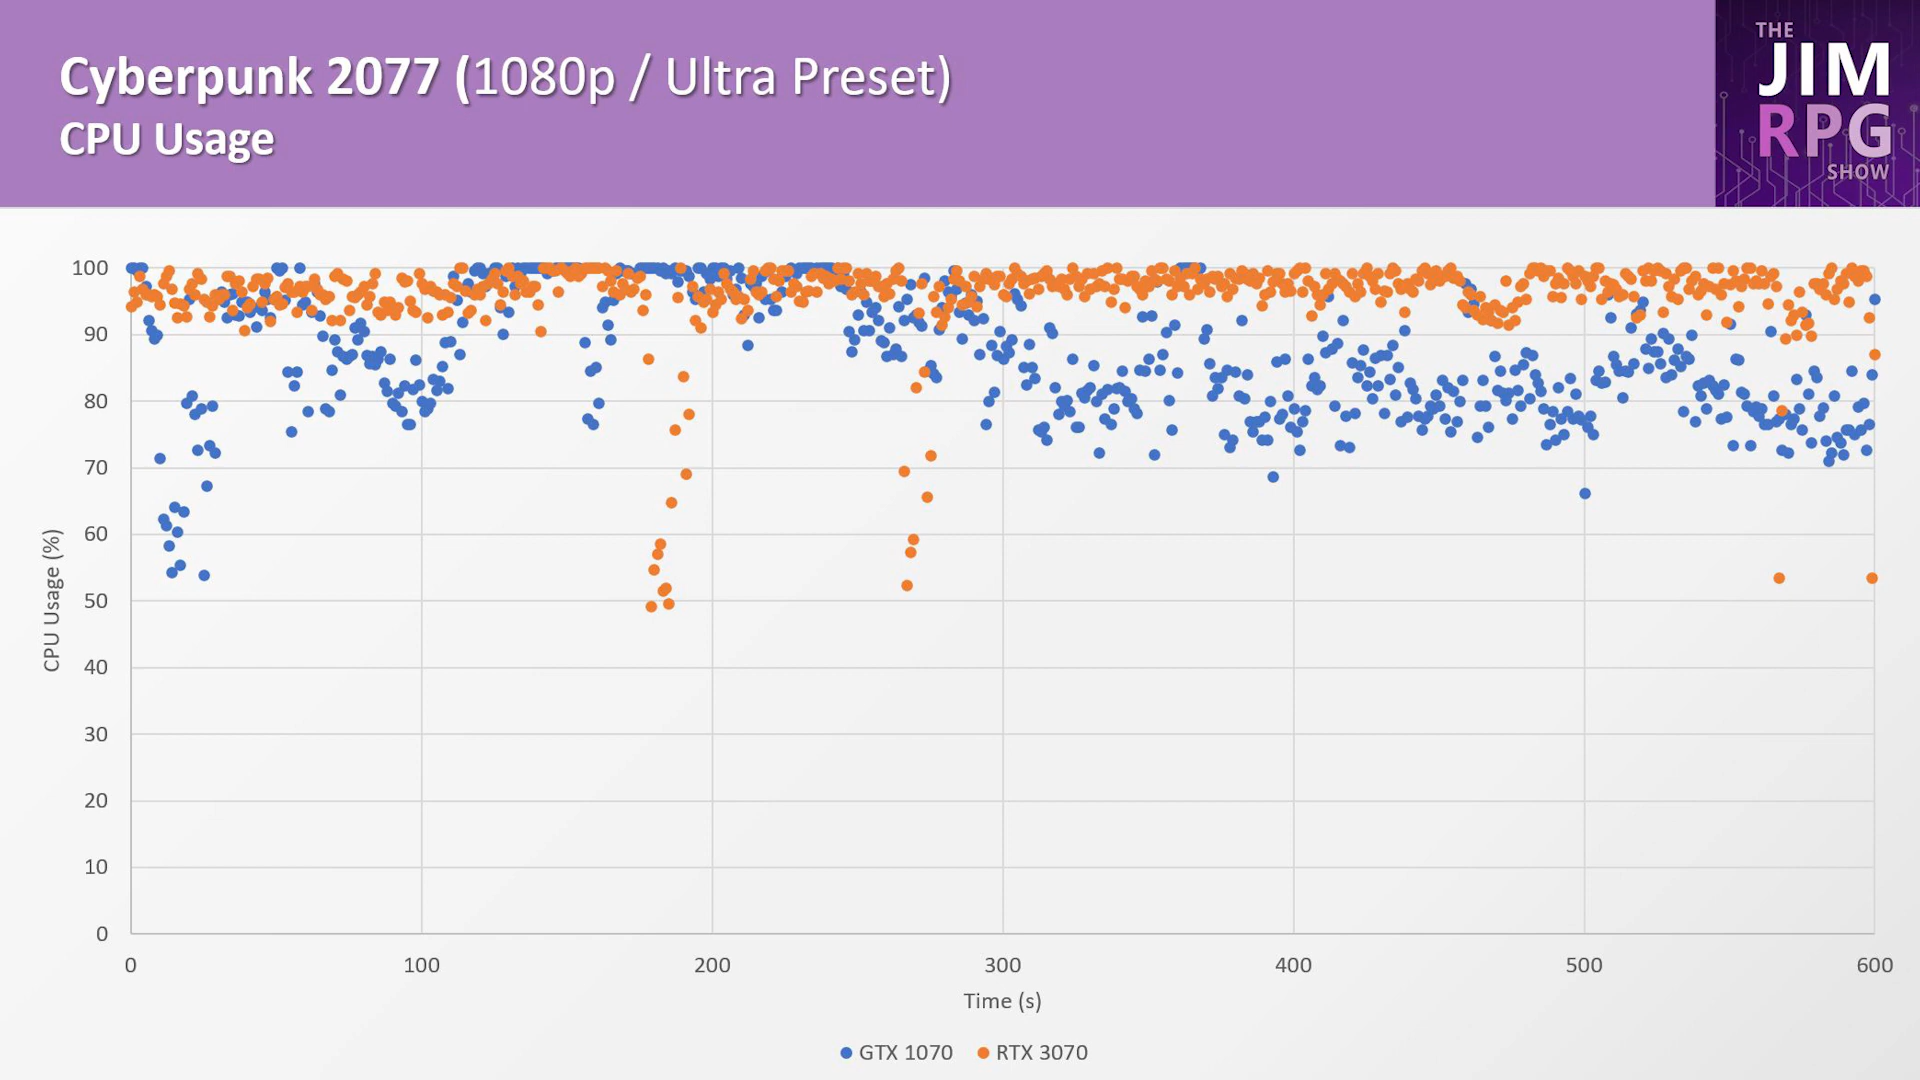 Cyberpunk 2077 (1080p / Ultra Preset)
CPU Usage
THE
JIM
RPG
SHOW
100
90
80
70
60
50
40
30
20
10
0
CPU Usage (%)
0 100 200 300 400 500 600
Time (s)
GTX 1070 RTX 3070